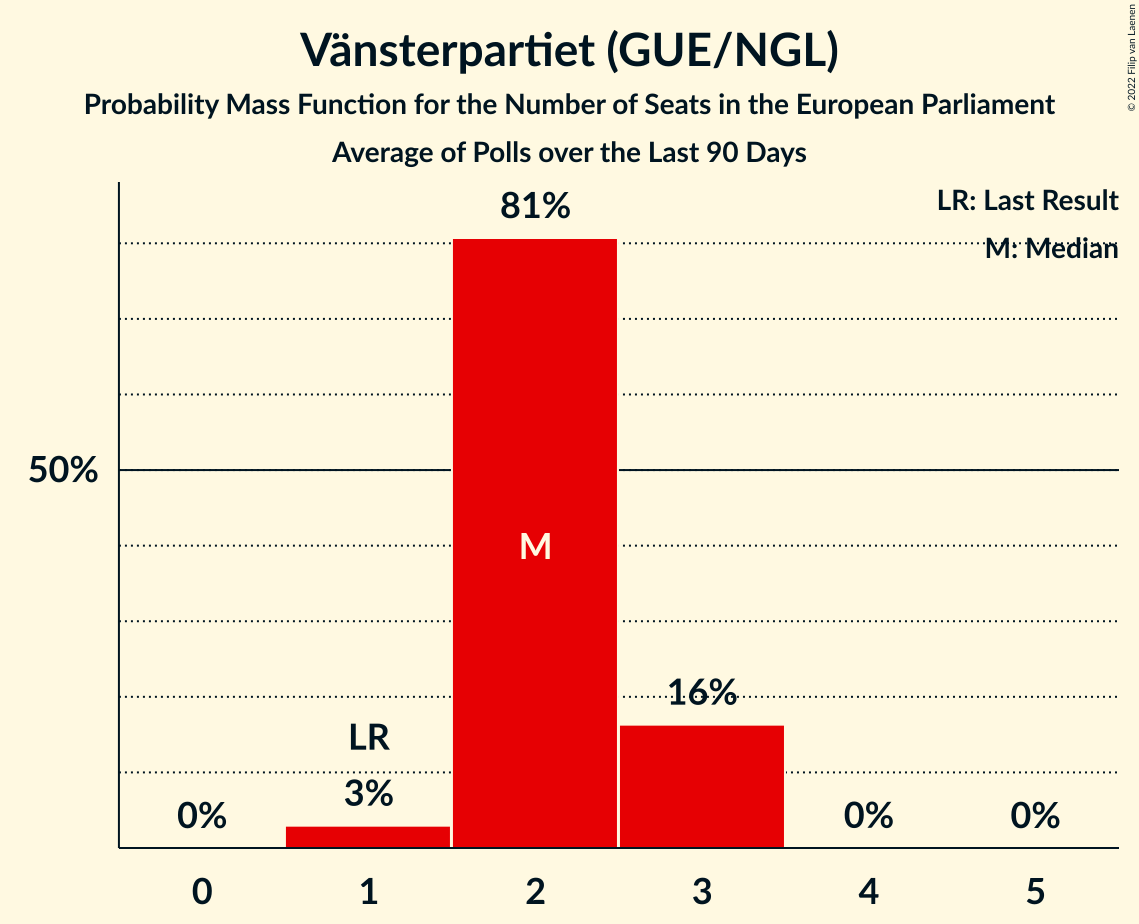 Vänsterpartiet (GUE/NGL)
Probability Mass Function for the Number of Seats in the European Parliament
Average of Polls over the Last 90 Days
© 2022 Filip van Laenen
LR: Last Result
M: Median
81%
50%
M
16%
LR
3%
0%
0%
0%
0
1
2
3
4
5